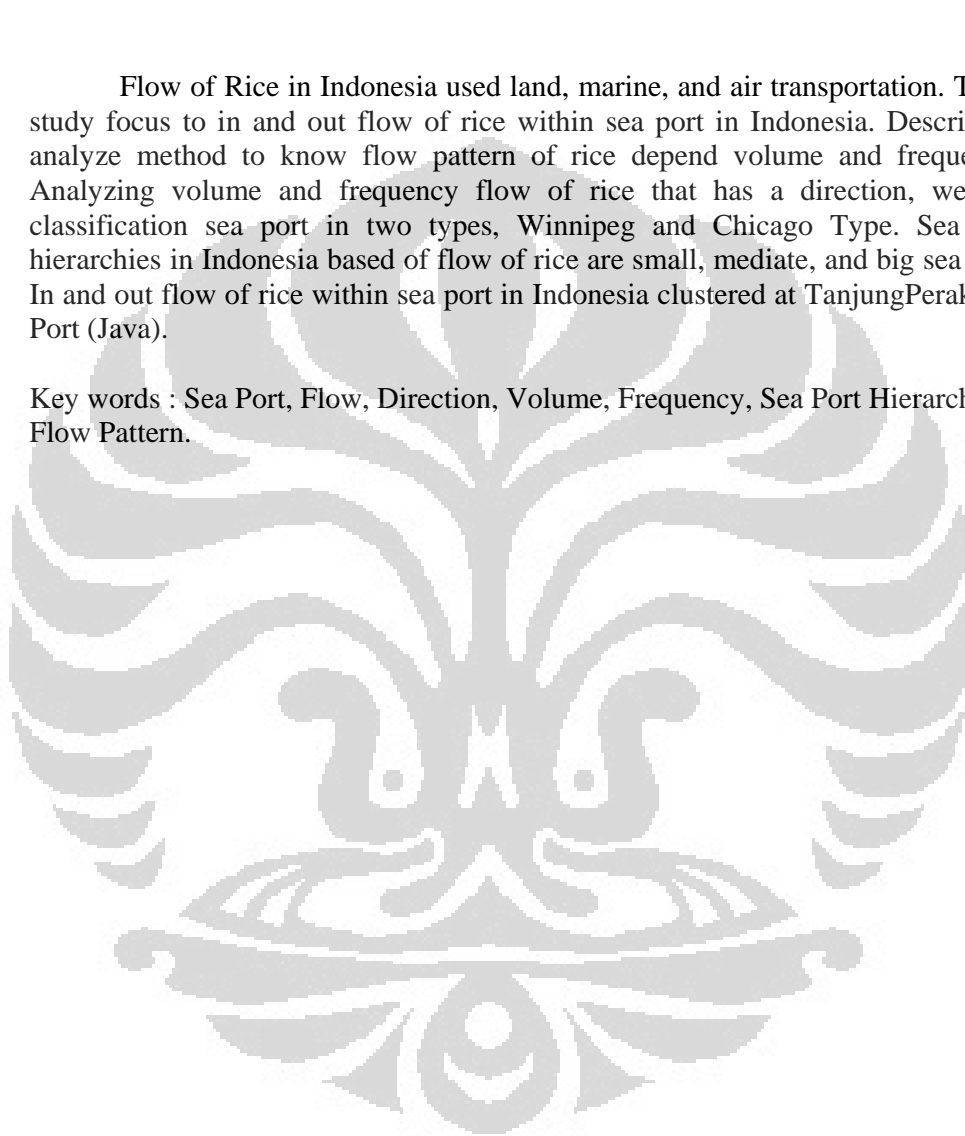 Flow of Rice in Indonesia used land, marine, and air transportation.
study focus to in and out flow of rice within sea port in Indonesia.
analyze method to know flow pattern of rice depend volume and
Analyzing volume and frequency flow of rice that has a direction, we
classification sea port in two types, Winnipeg and Chicago Type. Sea
hierarchies in Indonesia based of flow of rice are small, mediate, and big sea
In and out flow of rice within sea port in Indonesia clustered at TanjungPerak
Port (Java).
Key words : Sea Port, Flow, Direction, Volume, Frequency, Sea Port
Flow Pattern.